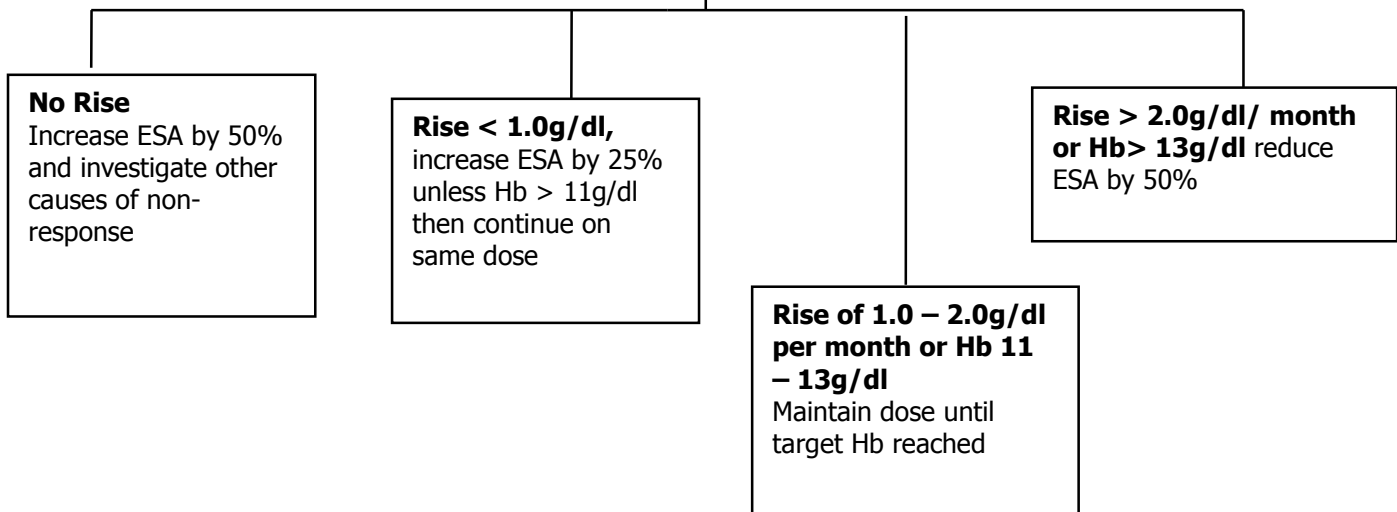 No Rise
Increase ESA by 50%
and investigate other
causes of non-
response
Rise < 1.0g/dl,
increase ESA by 25%
unless Hb > 11g/dl
then continue on
same dose
Rise of 1.0 – 2.0g/dl
per month or Hb 11
– 13g/dl
Maintain dose until
target Hb reached
Rise > 2.0g/dl/ month
or Hb> 13g/dl reduce
ESA by 50%